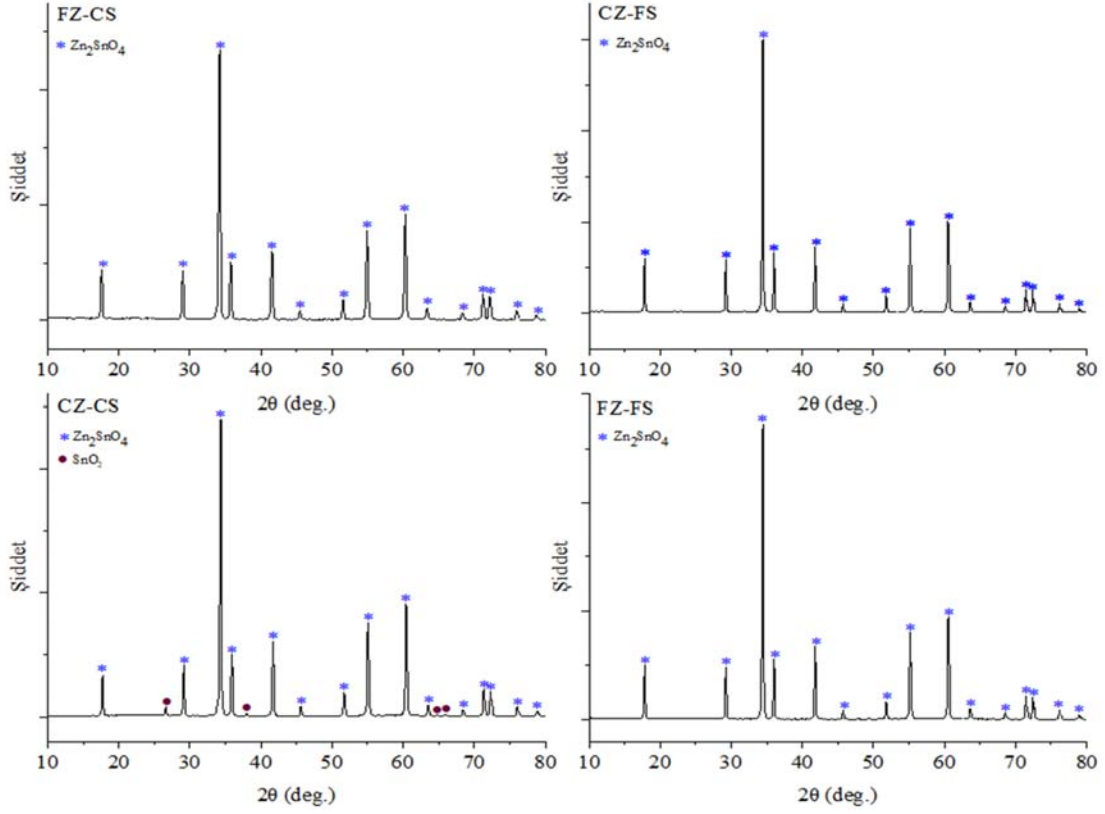 FZ-CS
* Zn₂SnO₄
Şiddet
10 20 30 40 50 60 70 80
2θ (deg.)
CZ-FS
* Zn₂SnO₄
Şiddet
10 20 30 40 50 60 70 80
2θ (deg.)
CZ-CS
* Zn₂SnO₄
● SnO₂
Şiddet
10 20 30 40 50 60 70 80
2θ (deg.)
FZ-FS
* Zn₂SnO₄
Şiddet
10 20 30 40 50 60 70 80
2θ (deg.)